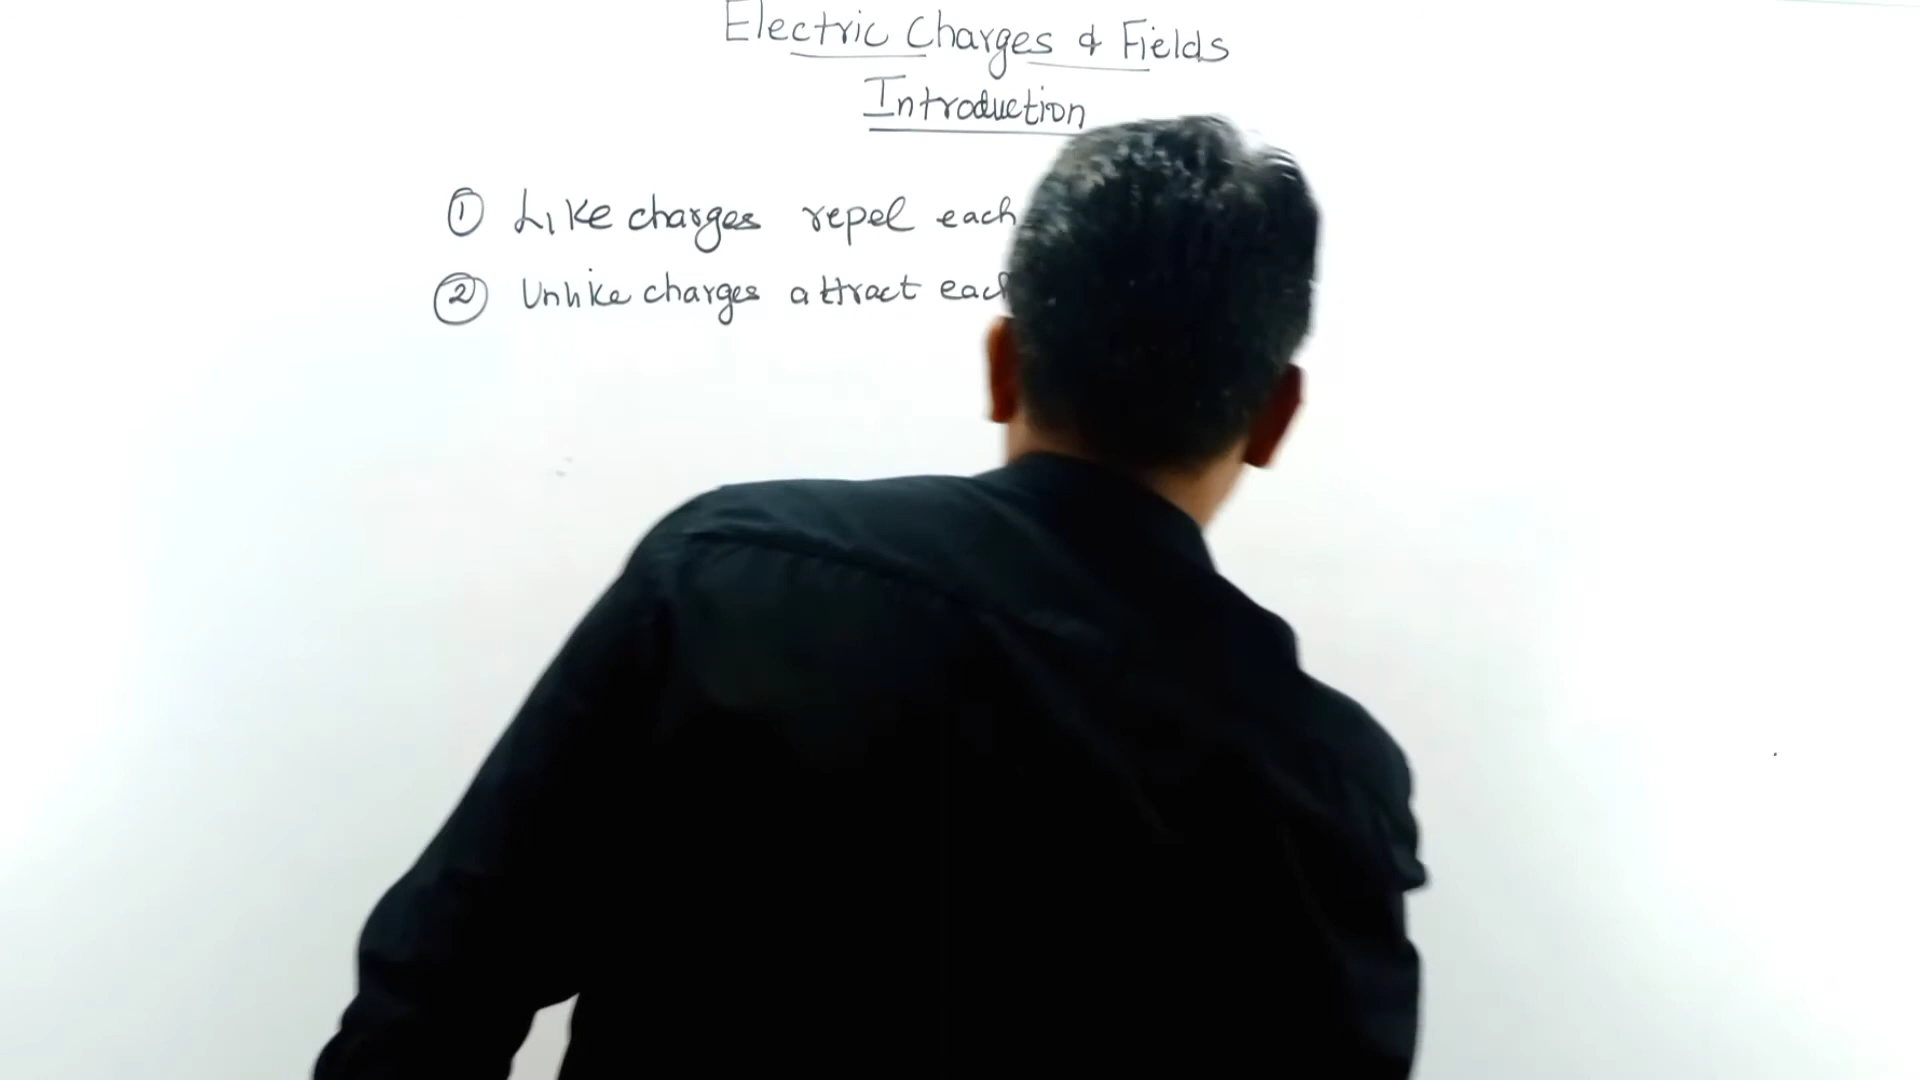 Electric Charges & Fields
Introduction
① Like charges repel each
② Unlike charges attract each